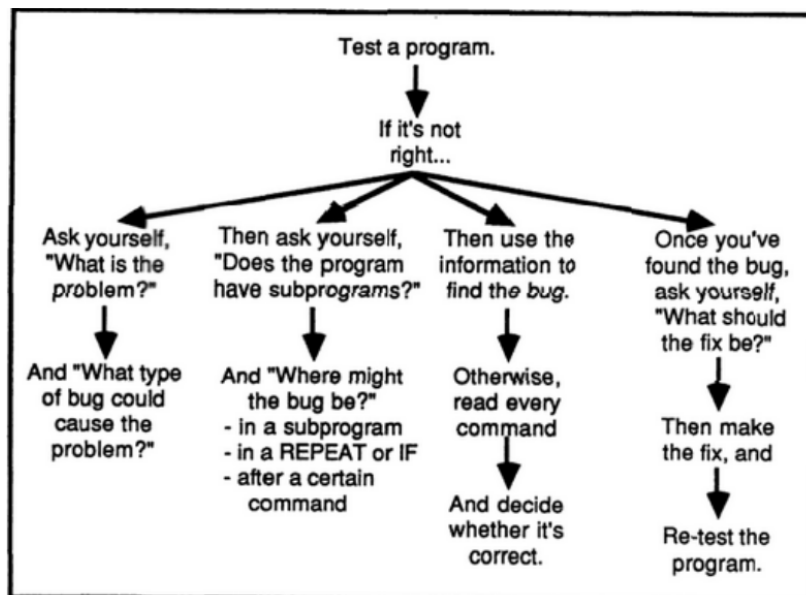 Test a program.
If it's not
right...
Ask yourself,
"What is the
problem?"
And "What type
of bug could
cause the
problem?"
Then ask yourself,
"Does the program
have subprograms?"
And "Where might
the bug be?"
- in a subprogram
- in a REPEAT or IF
- after a certain
command
Then use the
information to
find the bug.
Otherwise,
read every
command
And decide
whether it's
correct.
Once you've
found the bug,
ask yourself,
"What should
the fix be?"
Then make
the fix, and
Re-test the
program.